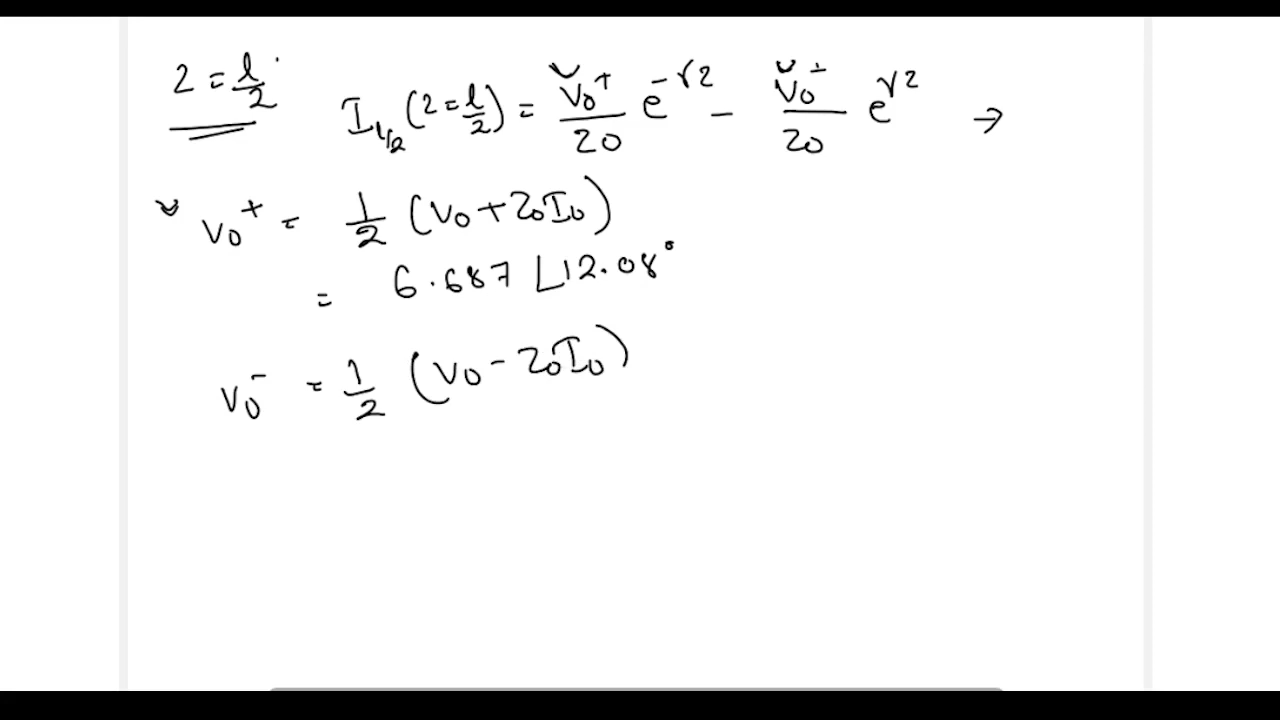 z = l/2
I_{l/2} (z = l/2) = V₀⁺/z₀ e^{-γz} - V₀⁻/z₀ e^{γz} →
V₀⁺ = 1/2 (V₀ + Z₀I₀)
= 6.687 ∠12.08°
V₀⁻ = 1/2 (V₀ - Z₀I₀)